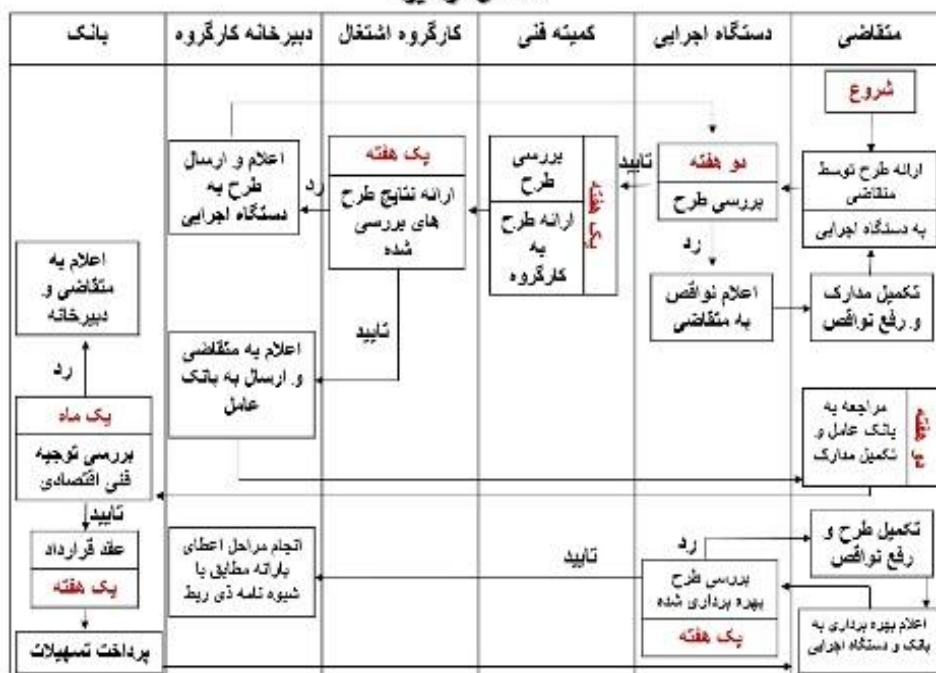 متقاضی
دستگاه اجرایی
کمیته فنی
کارگروه اشتغال
دبیرخانه کارگروه
بانک
شروع
ارائه طرح توسط
متقاضی
به دستگاه اجرایی
تکمیل مدارک
و رفع نواقص
دو هفته
بررسی طرح
رد
اعلام نواقص
به متقاضی
تایید
یک هفته
بررسی
طرح
ارائه طرح
به
کارگروه
یک هفته
ارائه نتایج طرح
های بررسی
شده
رد
تایید
اعلام و ارسال
طرح به
دستگاه اجرایی
اعلام به متقاضی
و ارسال به بانک
عامل
دو هفته
مراجعه به
بانک عامل و
تکمیل مدارک
اعلام به
متقاضی و
دبیرخانه
رد
یک ماه
بررسی توجیه
فنی اقتصادی
تایید
عقد قرارداد
یک هفته
پرداخت تسهیلات
اعلام بهره برداری به
بانک و دستگاه اجرایی
تکمیل طرح و
رفع نواقص
رد
بررسی طرح
بهره برداری شده
یک هفته
تایید
انجام مراحل اعطای
یارانه مطابق با
شیوه نامه ذی ربط